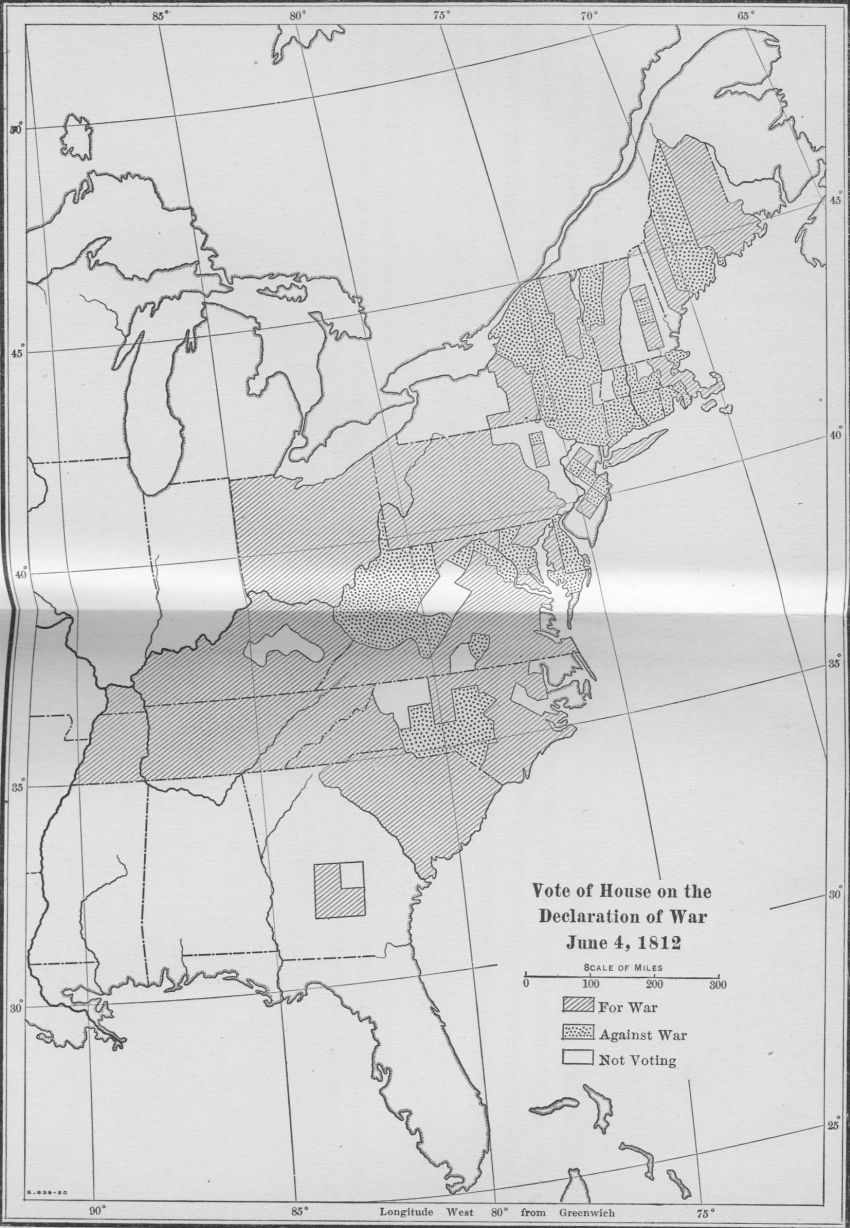 85° 80° 75° 70° 65°
50°
45°
45°
40°
40°
35°
35°
30°
30°
25°
Vote of House on the
Declaration of War
June 4, 1812
SCALE OF MILES
0 100 200 300
For War
Against War
Not Voting
90° 85° Longitude West 80° from Greenwich 75°